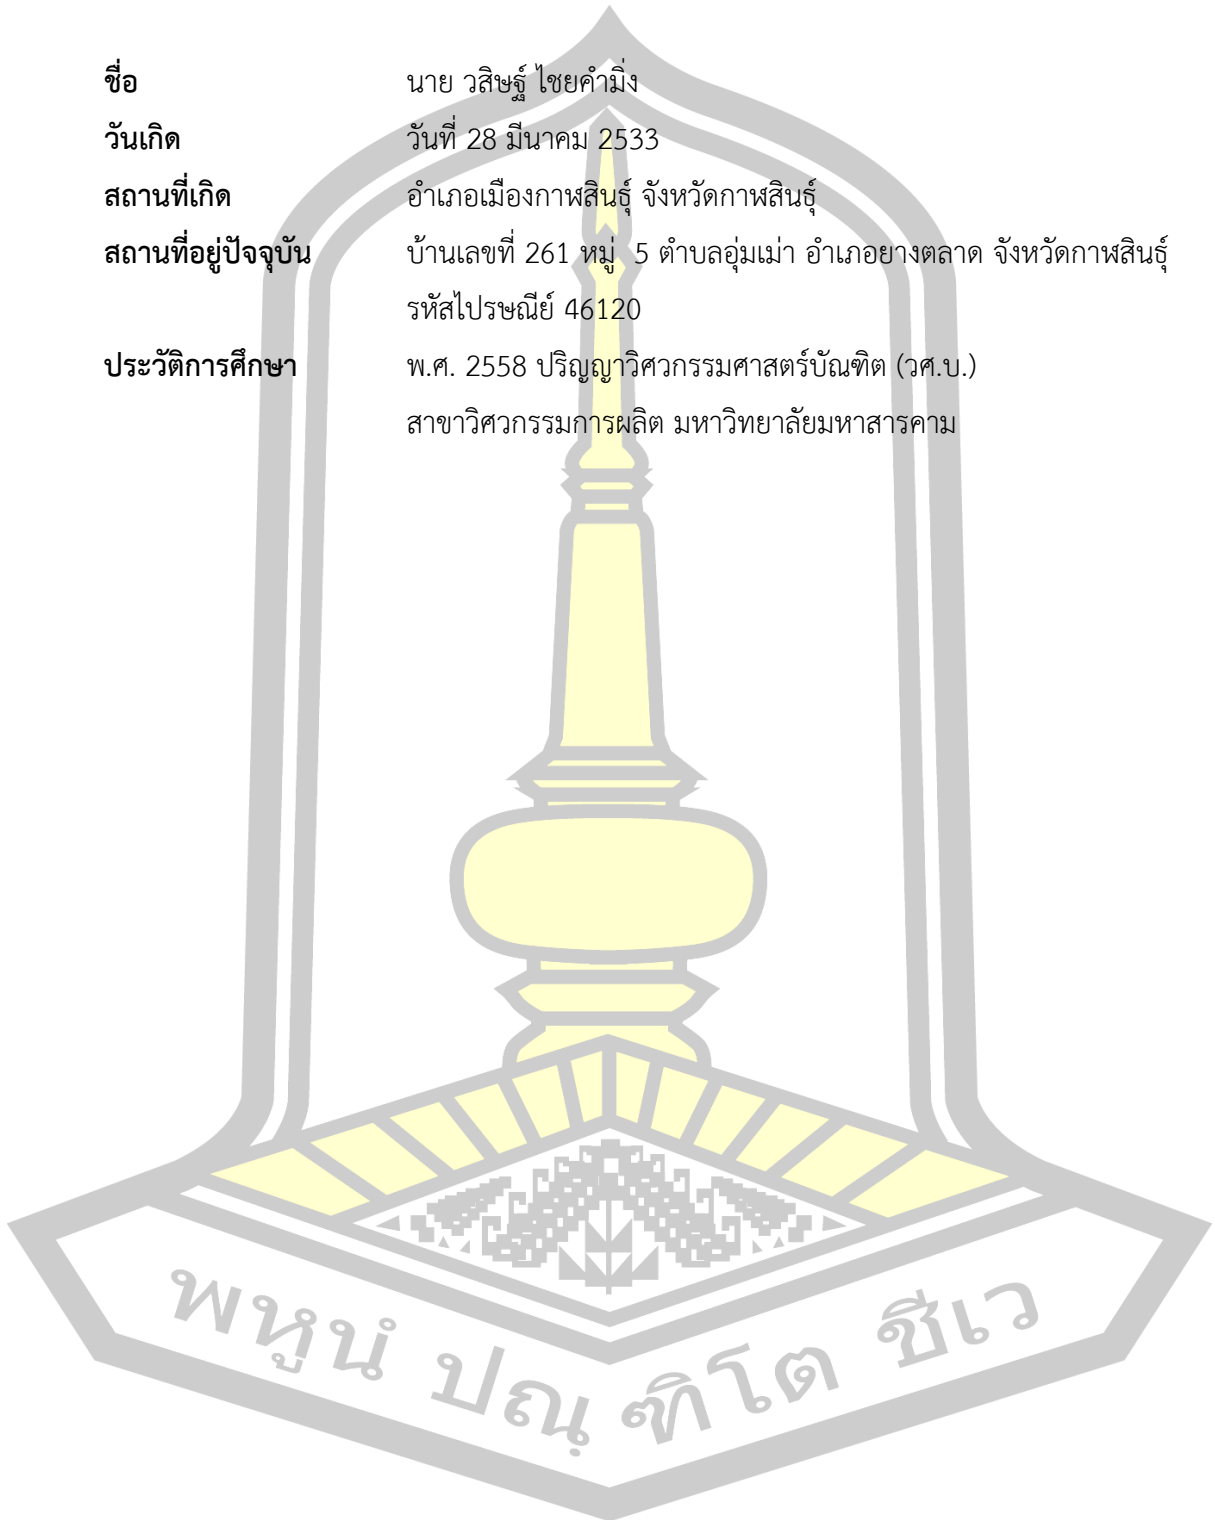 ชื่อ นาย วสิษฐ์ ไชยคำมิ่ง
วันเกิด วันที่ 28 มีนาคม 2533
สถานที่เกิด อำเภอเมืองกาฬสินธุ์ จังหวัดกาฬสินธุ์
สถานที่อยู่ปัจจุบัน บ้านเลขที่ 261 หมู่ 5 ตำบลอุ่มเม่า อำเภอยางตลาด จังหวัดกาฬสินธุ์
รหัสไปรษณีย์ 46120
ประวัติการศึกษา พ.ศ. 2558 ปริญญาวิศวกรรมศาสตร์บัณฑิต (วศ.บ.)
สาขาวิศวกรรมการผลิต มหาวิทยาลัยมหาสารคาม
พหูนํ ปณฺ ฑิโต ชีเว